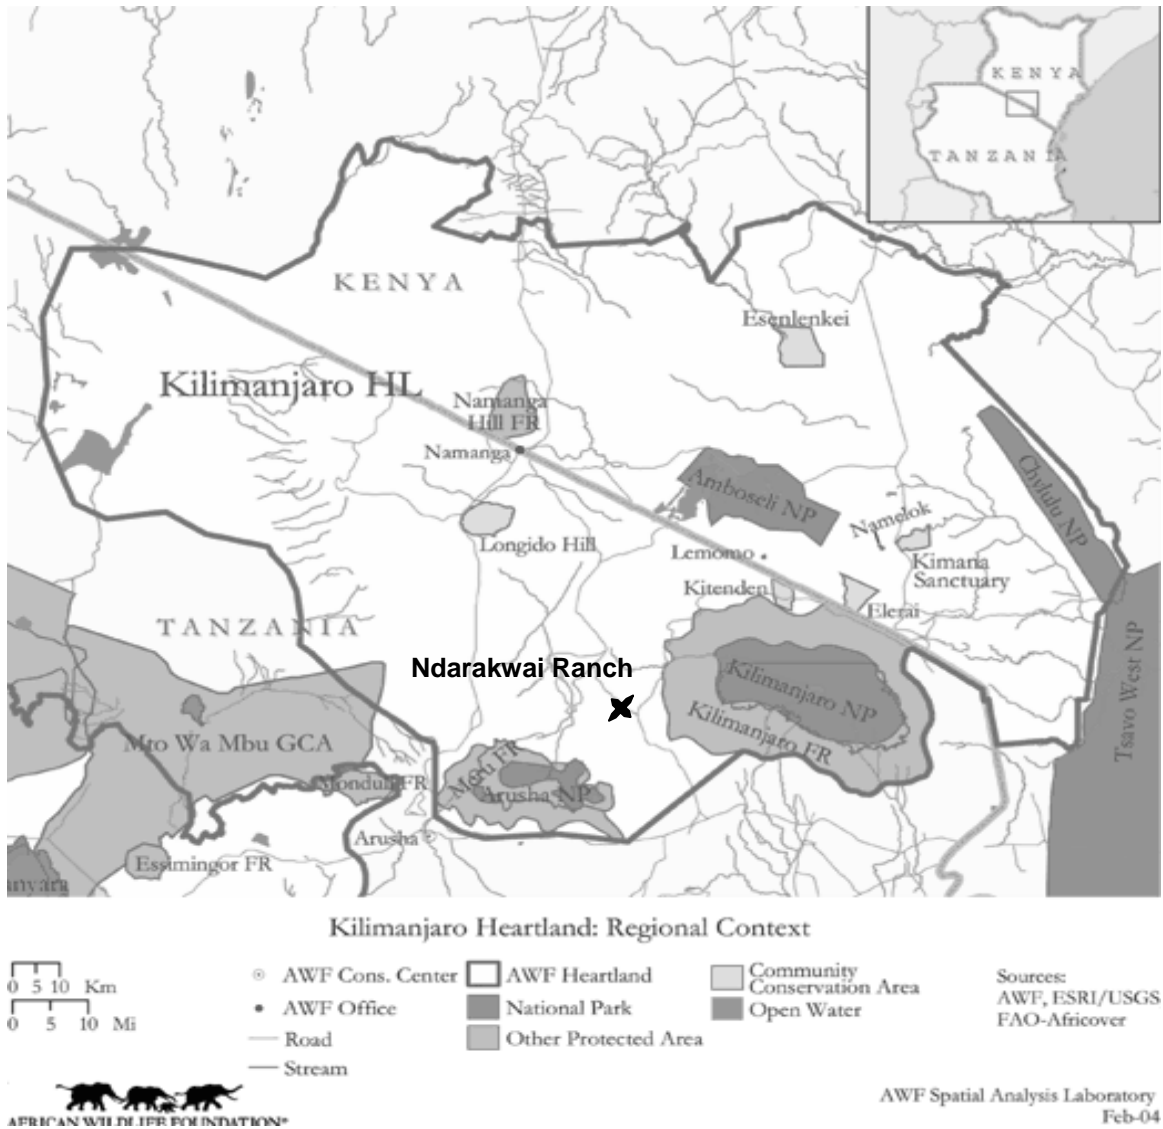 KENYA
TANZANIA
KENYA
Esenlenkei
Kilimanjaro HL
Namanga
Hill FR
Namanga
Amboseli NP
Chylulu NP
Namelok
Longido Hill
Lemomo
Kimana
Sanctuary
Kitenden
Elerai
TANZANIA
Ndarakwai Ranch
Kilimanjaro NP
Kilimanjaro FR
Tsavo West NP
Mto Wa Mbu GCA
Meru FR
Monduli FR
Arusha NP
Arusha
Essimingor FR
anyara
Kilimanjaro Heartland: Regional Context
0 5 10 Km
0 5 10 Mi
AWF Cons. Center
AWF Office
Road
Stream
AWF Heartland
National Park
Other Protected Area
Community
Conservation Area
Open Water
Sources:
AWF, ESRI/USGS
FAO-Africover
AFRICAN WILDLIFE FOUNDATION®
AWF Spatial Analysis Laboratory
Feb-04